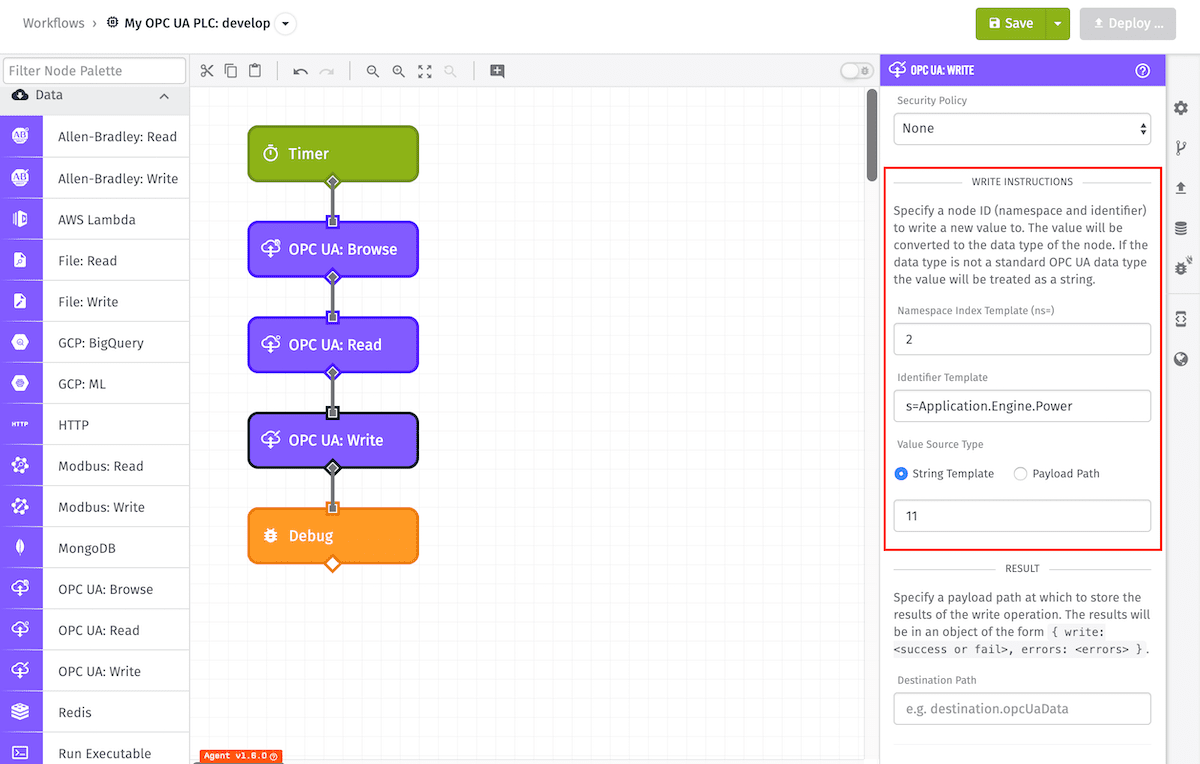 Workflows › My OPC UA PLC: develop
Save
Deploy ...
Filter Node Palette
Data
Allen-Bradley: Read
Allen-Bradley: Write
AWS Lambda
File: Read
File: Write
GCP: BigQuery
GCP: ML
HTTP HTTP
Modbus: Read
Modbus: Write
MongoDB
OPC UA: Browse
OPC UA: Read
OPC UA: Write
Redis
Run Executable
Timer
OPC UA: Browse
OPC UA: Read
OPC UA: Write
Debug
Agent v1.6.0
OPC UA: WRITE
Security Policy
None
WRITE INSTRUCTIONS
Specify a node ID (namespace and identifier)
to write a new value to. The value will be
converted to the data type of the node. If the
data type is not a standard OPC UA data type
the value will be treated as a string.
Namespace Index Template (ns=)
2
Identifier Template
s=Application.Engine.Power
Value Source Type
String Template Payload Path
11
RESULT
Specify a payload path at which to store the
results of the write operation. The results will
be in an object of the form { write:
<success or fail>, errors: <errors> }.
Destination Path
e.g. destination.opcUaData